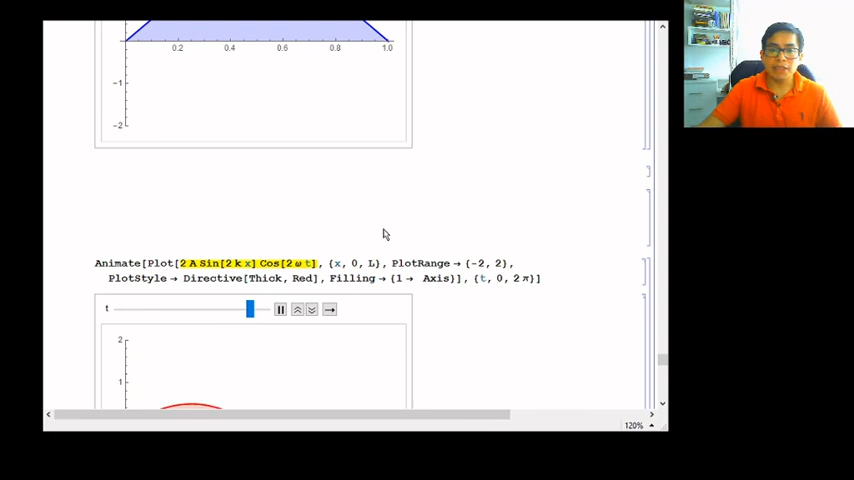 0.2 0.4 0.6 0.8 1.0
-1
-2
Animate[Plot[2 A Sin[2 k x] Cos[2 ω t], {x, 0, L}, PlotRange → {-2, 2},
PlotStyle → Directive[Thick, Red], Filling → {1 → Axis}], {t, 0, 2 π}]
t
2
1
120%